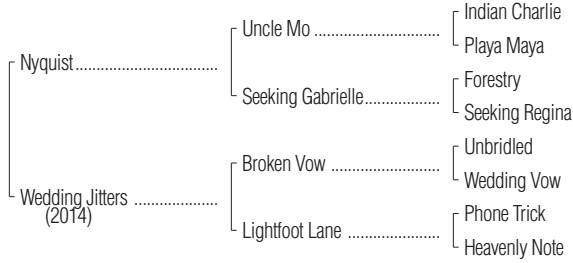 Indian Charlie
Uncle Mo ..............................
Playa Maya
Nyquist..................................
Forestry
Seeking Gabrielle..................
Seeking Regina
Unbridled
Broken Vow ..........................
Wedding Vow
Wedding Jitters ....................
(2014)
Phone Trick
Lightfoot Lane ......................
Heavenly Note